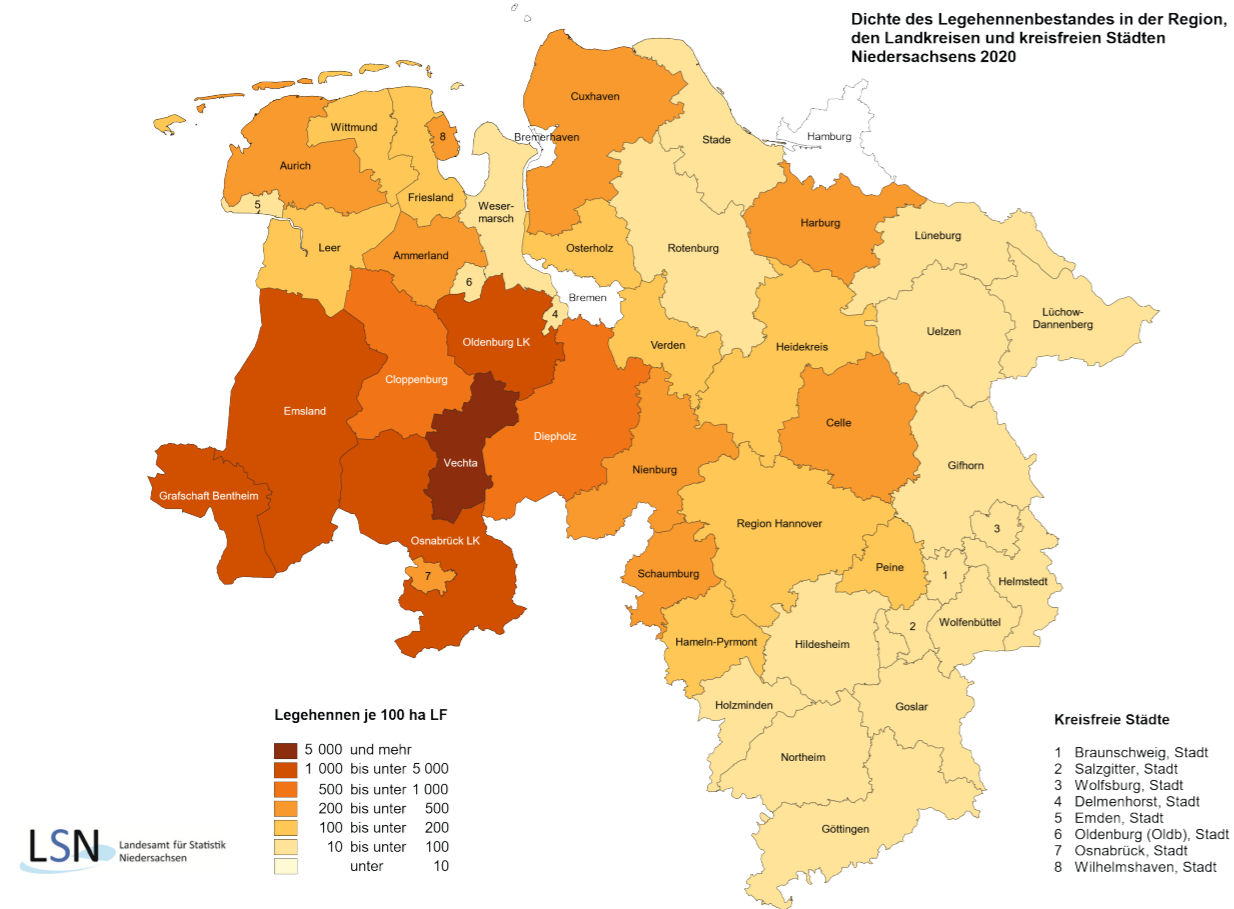 Dichte des Legehennenbestandes in der Region,
den Landkreisen und kreisfreien Städten
Niedersachsens 2020
Cuxhaven
Hamburg
Wittmund
8
Bremerhaven
Stade
Aurich
Friesland
5
Weser-
marsch
Harburg
Lüneburg
Leer
Ammerland
Osterholz
Rotenburg
6
Bremen
4
Lüchow-
Dannenberg
Uelzen
Oldenburg LK
Verden
Heidekreis
Cloppenburg
Emsland
Diepholz
Celle
Vechta
Nienburg
Gifhorn
Grafschaft Bentheim
Region Hannover
3
Osnabrück LK
7
Schaumburg
Peine
1
Helmstedt
2
Wolfenbüttel
Hameln-Pyrmont
Hildesheim
Holzminden
Goslar
Northeim
Göttingen
Legehennen je 100 ha LF
5 000 und mehr
1 000 bis unter 5 000
500 bis unter 1 000
200 bis unter 500
100 bis unter 200
10 bis unter 100
unter 10
Kreisfreie Städte
1 Braunschweig, Stadt
2 Salzgitter, Stadt
3 Wolfsburg, Stadt
4 Delmenhorst, Stadt
5 Emden, Stadt
6 Oldenburg (Oldb), Stadt
7 Osnabrück, Stadt
8 Wilhelmshaven, Stadt
LSN
Landesamt für Statistik
Niedersachsen